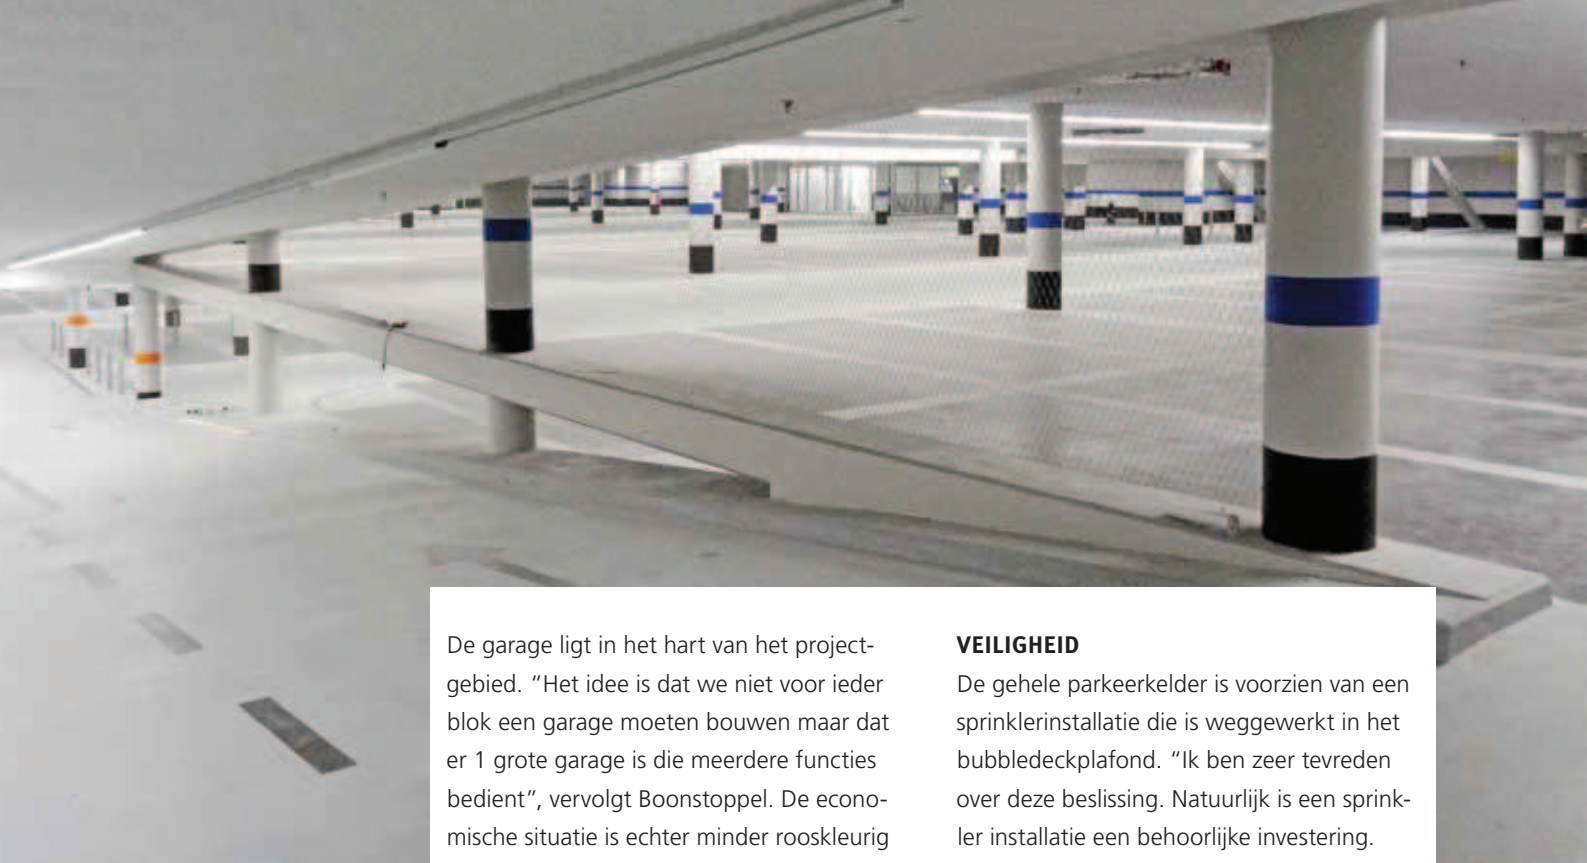 De garage ligt in het hart van het project-
gebied. “Het idee is dat we niet voor ieder
blok een garage moeten bouwen maar dat
er 1 grote garage is die meerdere functies
bedient”, vervolgt Boonstoppel. De econo-
mische situatie is echter minder rooskleurig
VEILIGHEID
De gehele parkeerkelder is voorzien van een
sprinklerinstallatie die is weggewerkt in het
bubbledeckplafond. “Ik ben zeer tevreden
over deze beslissing. Natuurlijk is een sprink-
ler installatie een behoorlijke investering.